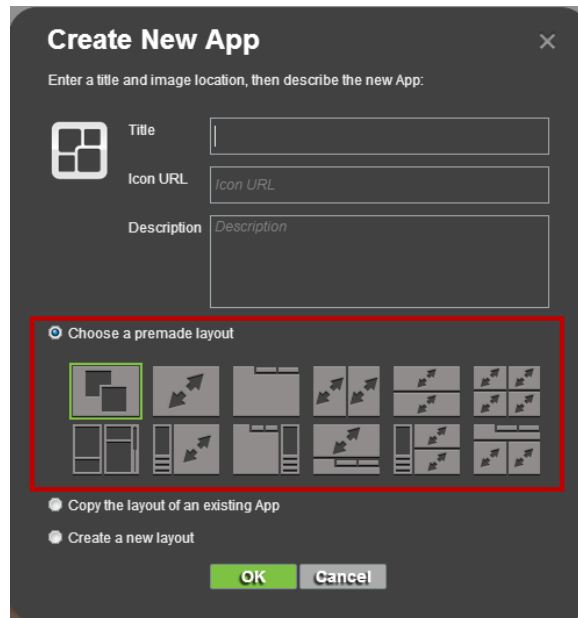 Create New App
Enter a title and image location, then describe the new App:
Title
Icon URL
Icon URL
Description
Description
Choose a premade layout
Copy the layout of an existing App
Create a new layout
OK
Cancel